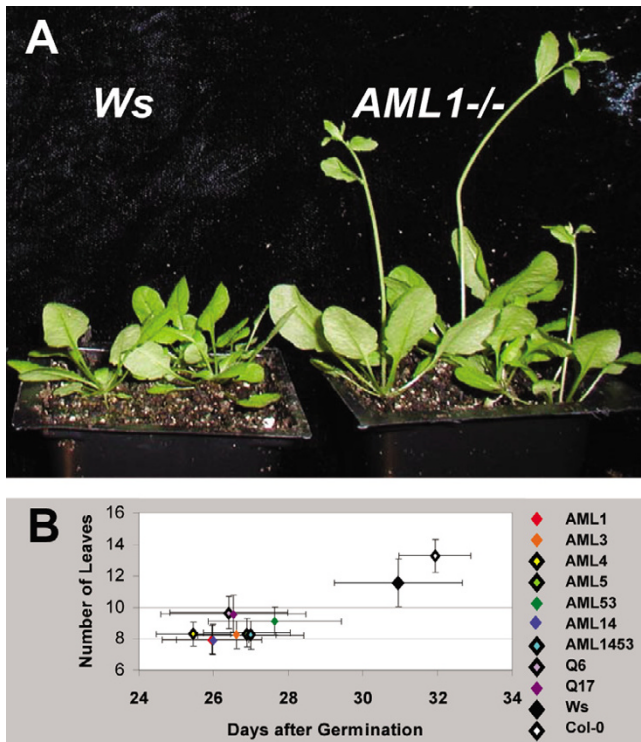 A
Ws
AML1-/-
B
Number of Leaves
16
14
12
10
8
6
24
26
28
31
32
34
Days after Germination
AML1
AML3
AML4
AML5
AML53
AML14
AML1453
Q6
Q17
Ws
Col-0